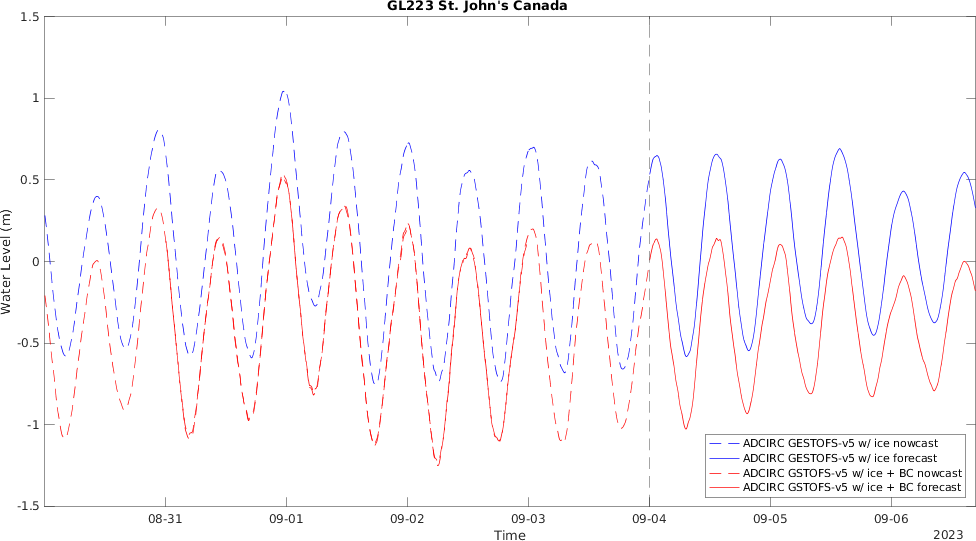 GL223 St. John's Canada
1.5
1
0.5
0
-0.5
-1
-1.5
Water Level (m)
08-31
09-01
09-02
09-03
09-04
09-05
09-06
Time
2023
ADCIRC GESTOFS-v5 w/ ice nowcast
ADCIRC GESTOFS-v5 w/ ice forecast
ADCIRC GSTOFS-v5 w/ ice + BC nowcast
ADCIRC GSTOFS-v5 w/ ice + BC forecast